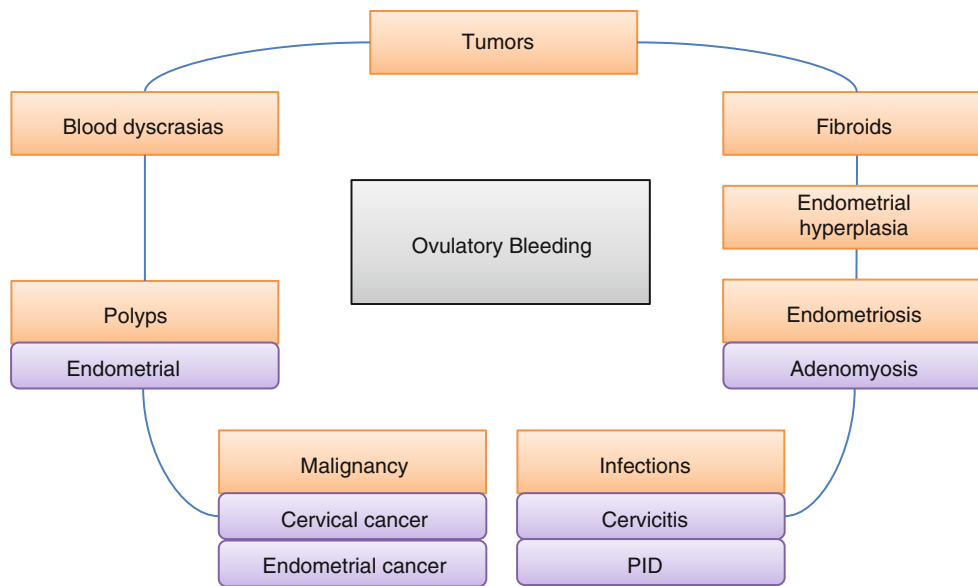 Tumors
Blood dyscrasias
Fibroids
Endometrial
hyperplasia
Ovulatory Bleeding
Polyps
Endometrial
Endometriosis
Adenomyosis
Malignancy
Cervical cancer
Endometrial cancer
Infections
Cervicitis
PID